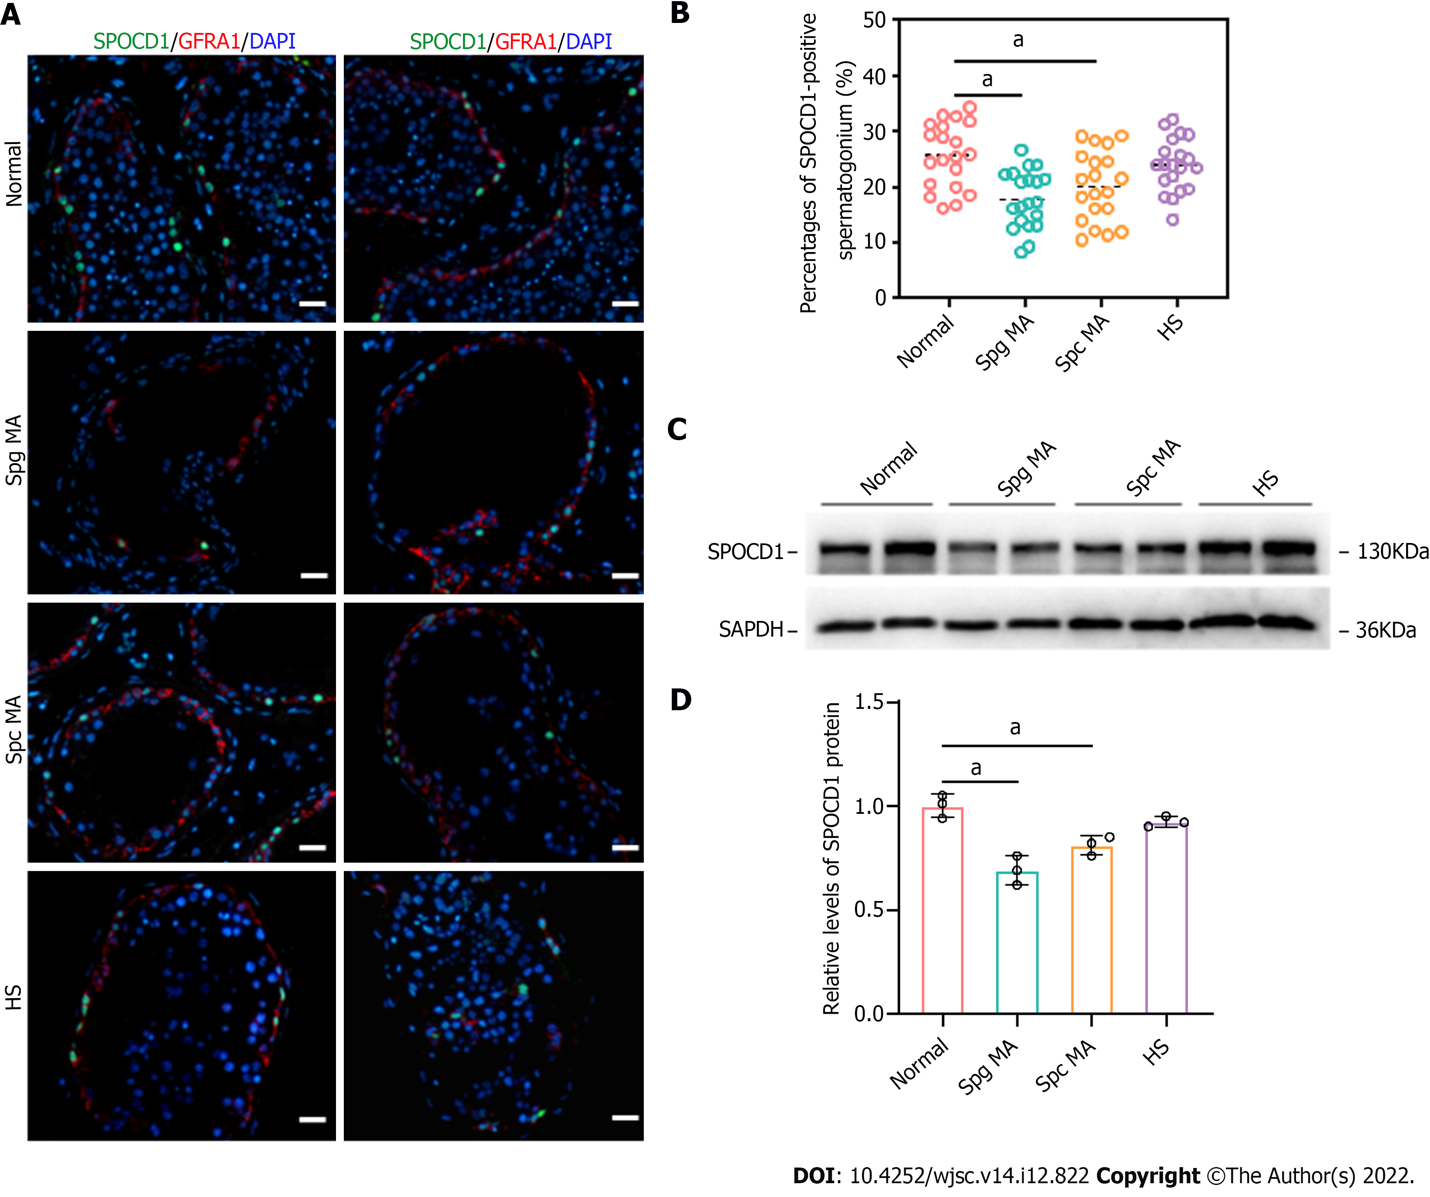 A
SPOCD1/GFRA1/DAPI
SPOCD1/GFRA1/DAPI
Normal
Spg MA
Spc MA
HS
B
Percentages of SPOCD1-positive
spermatogonium (%)
50
40
30
20
10
0
a
a
Normal
Spg MA
Spc MA
HS
C
Normal
Spg MA
Spc MA
HS
SPOCD1–
– 130KDa
SAPDH–
– 36KDa
D
Relative levels of SPOCD1 protein
1.5
1.0
0.5
0.0
a
a
Normal
Spg MA
Spc MA
HS
DOI: 10.4252/wjsc.v14.i12.822 Copyright ©The Author(s) 2022.